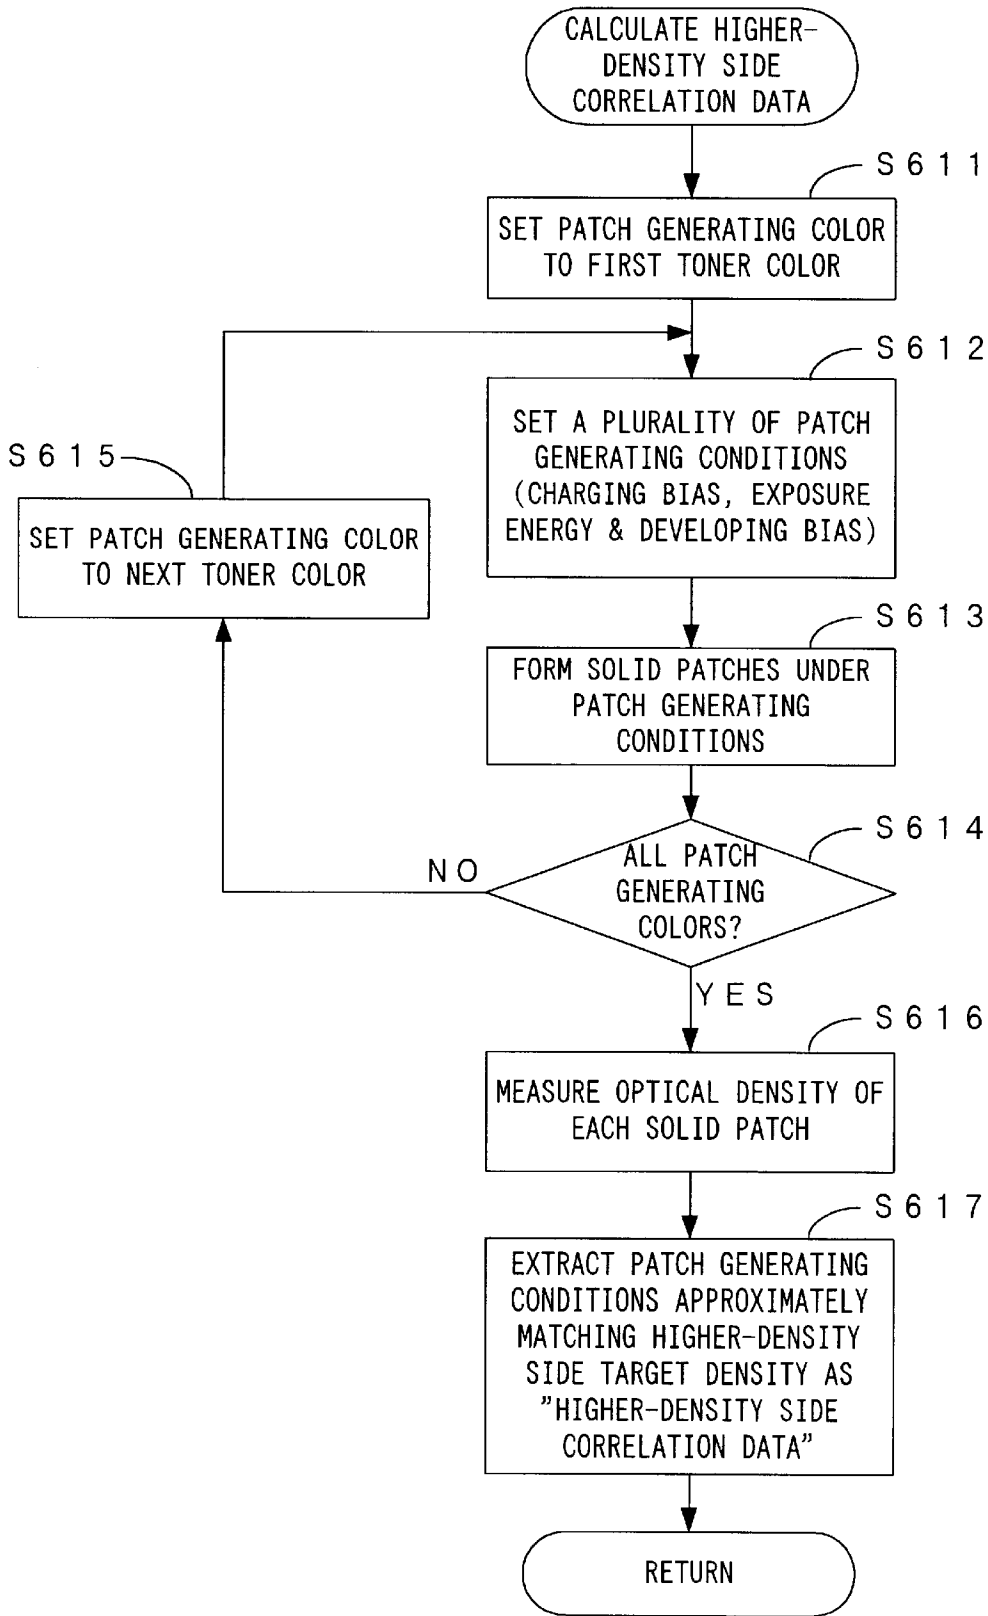 CALCULATE HIGHER-
DENSITY SIDE
CORRELATION DATA
S611
SET PATCH GENERATING COLOR
TO FIRST TONER COLOR
S612
SET A PLURALITY OF PATCH
GENERATING CONDITIONS
(CHARGING BIAS, EXPOSURE
ENERGY & DEVELOPING BIAS)
S615
SET PATCH GENERATING COLOR
TO NEXT TONER COLOR
S613
FORM SOLID PATCHES UNDER
PATCH GENERATING
CONDITIONS
S614
ALL PATCH
GENERATING
COLORS?
NO
YES
S616
MEASURE OPTICAL DENSITY OF
EACH SOLID PATCH
S617
EXTRACT PATCH GENERATING
CONDITIONS APPROXIMATELY
MATCHING HIGHER-DENSITY
SIDE TARGET DENSITY AS
”HIGHER-DENSITY SIDE
CORRELATION DATA”
RETURN